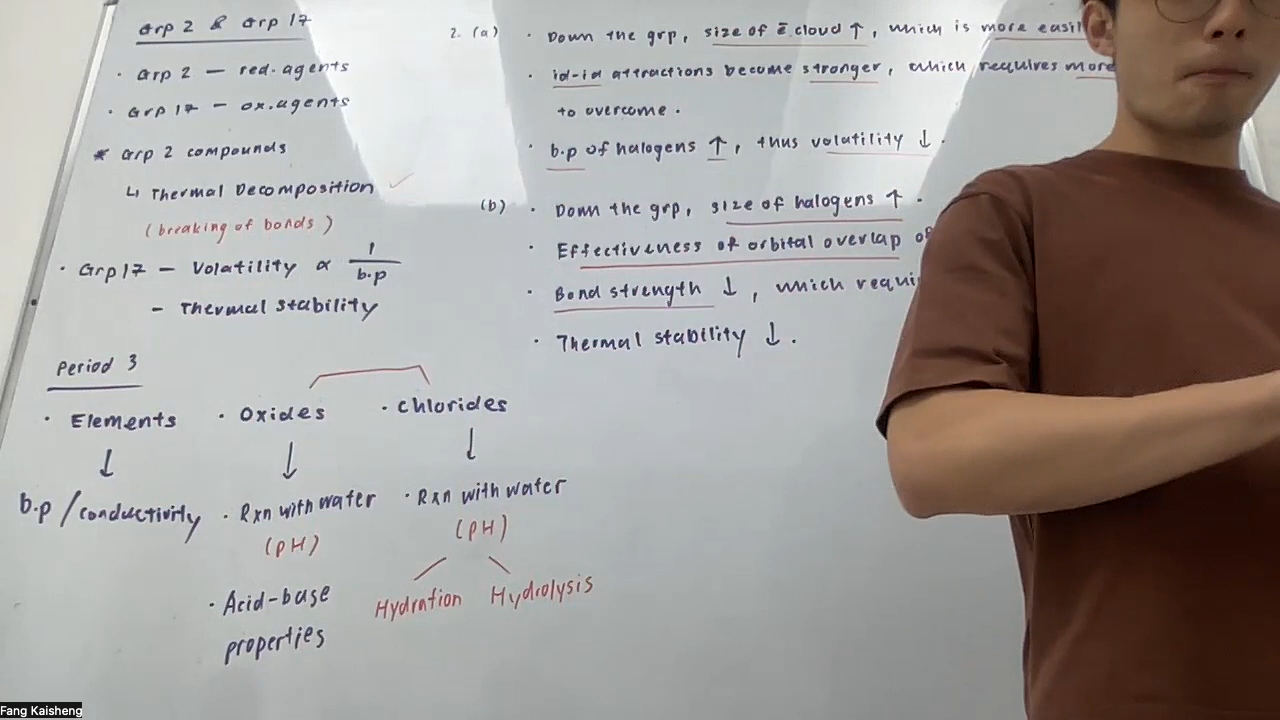 Grp 2 & Grp 17
· Grp 2 — red. agents
· Grp 17 — ox. agents
* Grp 2 compounds
↳ Thermal Decomposition ✓
(breaking of bonds)
· Grp 17 — Volatility ∝ 1/b.p
— Thermal stability
Period 3
· Elements · Oxides · Chlorides
↓ ↓ ↓
b.p / conductivity · Rxn with water · Rxn with water
(pH) (pH)
· Acid-base Hydration Hydrolysis
properties
2. (a) · Down the grp, size of ē cloud ↑, which is more
· id-id attractions become stronger, which requires more
to overcome.
· b.p of halogens ↑, thus volatility ↓.
(b) · Down the grp, size of halogens ↑.
· Effectiveness of orbital overlap
· Bond strength ↓, which
· Thermal stability ↓.
Fang Kaisheng